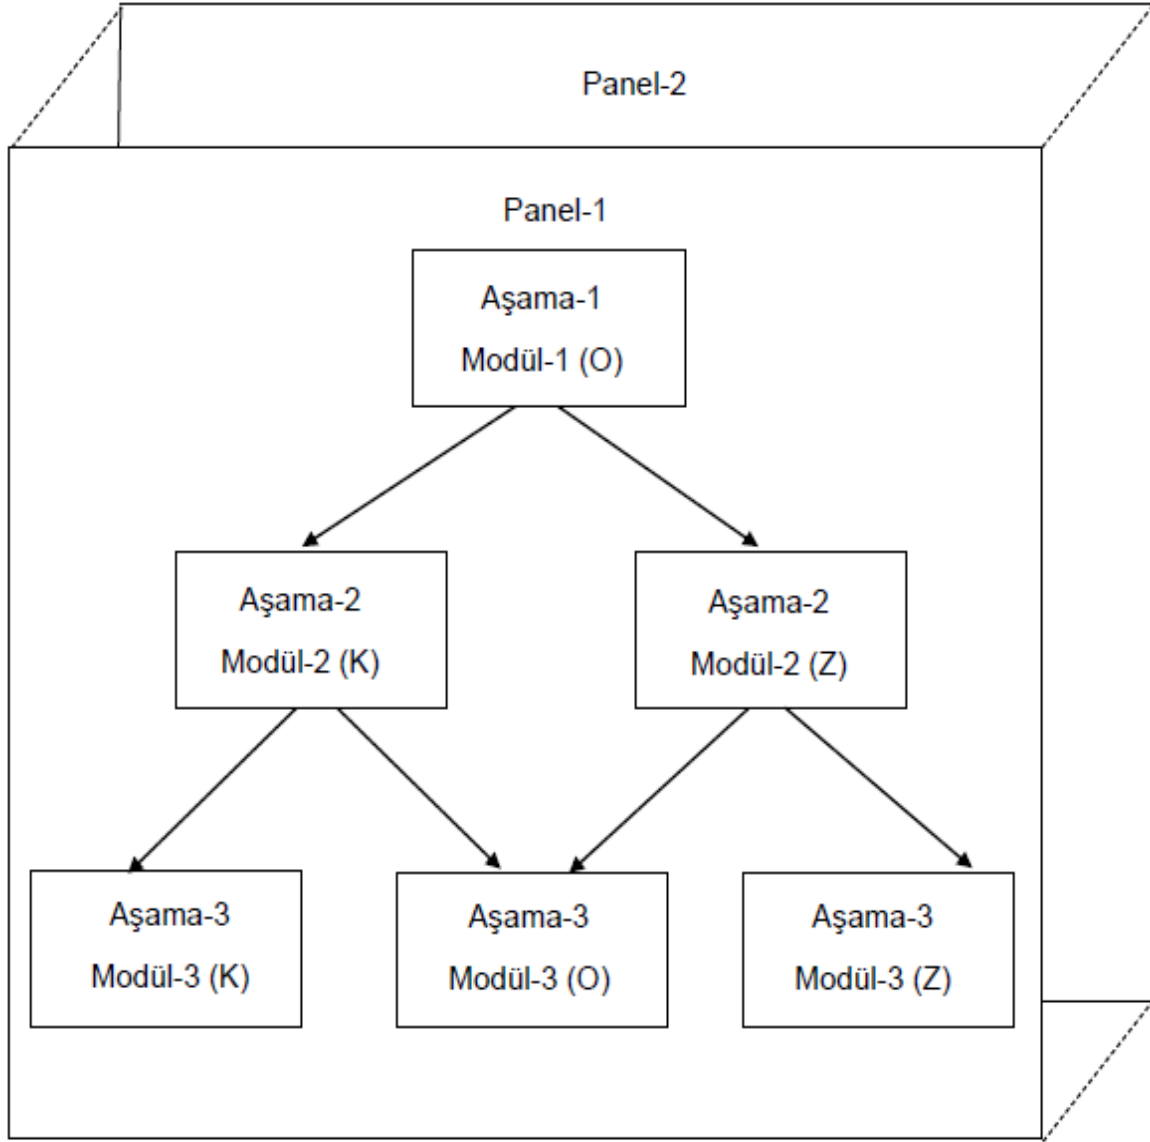 Panel-2
Panel-1
Aşama-1
Modül-1 (O)
Aşama-2
Modül-2 (K)
Aşama-2
Modül-2 (Z)
Aşama-3
Modül-3 (K)
Aşama-3
Modül-3 (O)
Aşama-3
Modül-3 (Z)